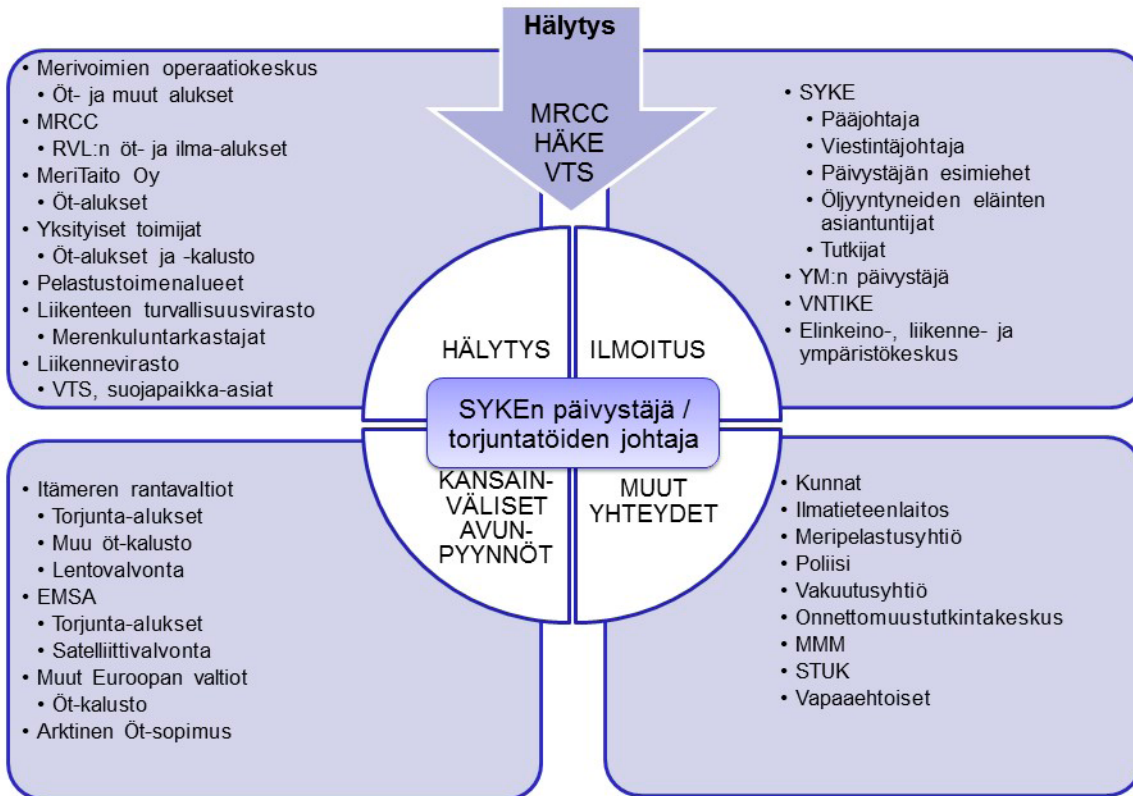 Hälytys
MRCC
HÄKE
VTS
• Merivoimien operaatiokeskus
• Öt- ja muut alukset
• MRCC
• RVL:n öt- ja ilma-alukset
• MeriTaito Oy
• Öt-alukset
• Yksityiset toimijat
• Öt-alukset ja -kalusto
• Pelastustoimenalueet
• Liikenteen turvallisuusvirasto
• Merenkuluntarkastajat
• Liikennevirasto
• VTS, suojapaikka-asiat
• SYKE
• Pääjohtaja
• Viestintäjohtaja
• Päivystäjän esimiehet
• Öljyyntyneiden eläinten
asiantuntijat
• Tutkijat
• YM:n päivystäjä
• VNTIKE
• Elinkeino-, liikenne- ja
ympäristökeskus
HÄLYTYS
ILMOITUS
SYKEn päivystäjä /
torjuntatöiden johtaja
KANSAIN-
VÄLISET
AVUN-
PYYNNÖT
MUUT
YHTEYDET
• Itämeren rantavaltiot
• Torjunta-alukset
• Muu öt-kalusto
• Lentovalvonta
• EMSA
• Torjunta-alukset
• Satelliittivalvonta
• Muut Euroopan valtiot
• Öt-kalusto
• Arktinen Öt-sopimus
• Kunnat
• Ilmatieteenlaitos
• Meripelastusyhtiö
• Poliisi
• Vakuutusyhtiö
• Onnettomuustutkintakeskus
• MMM
• STUK
• Vapaaehtoiset